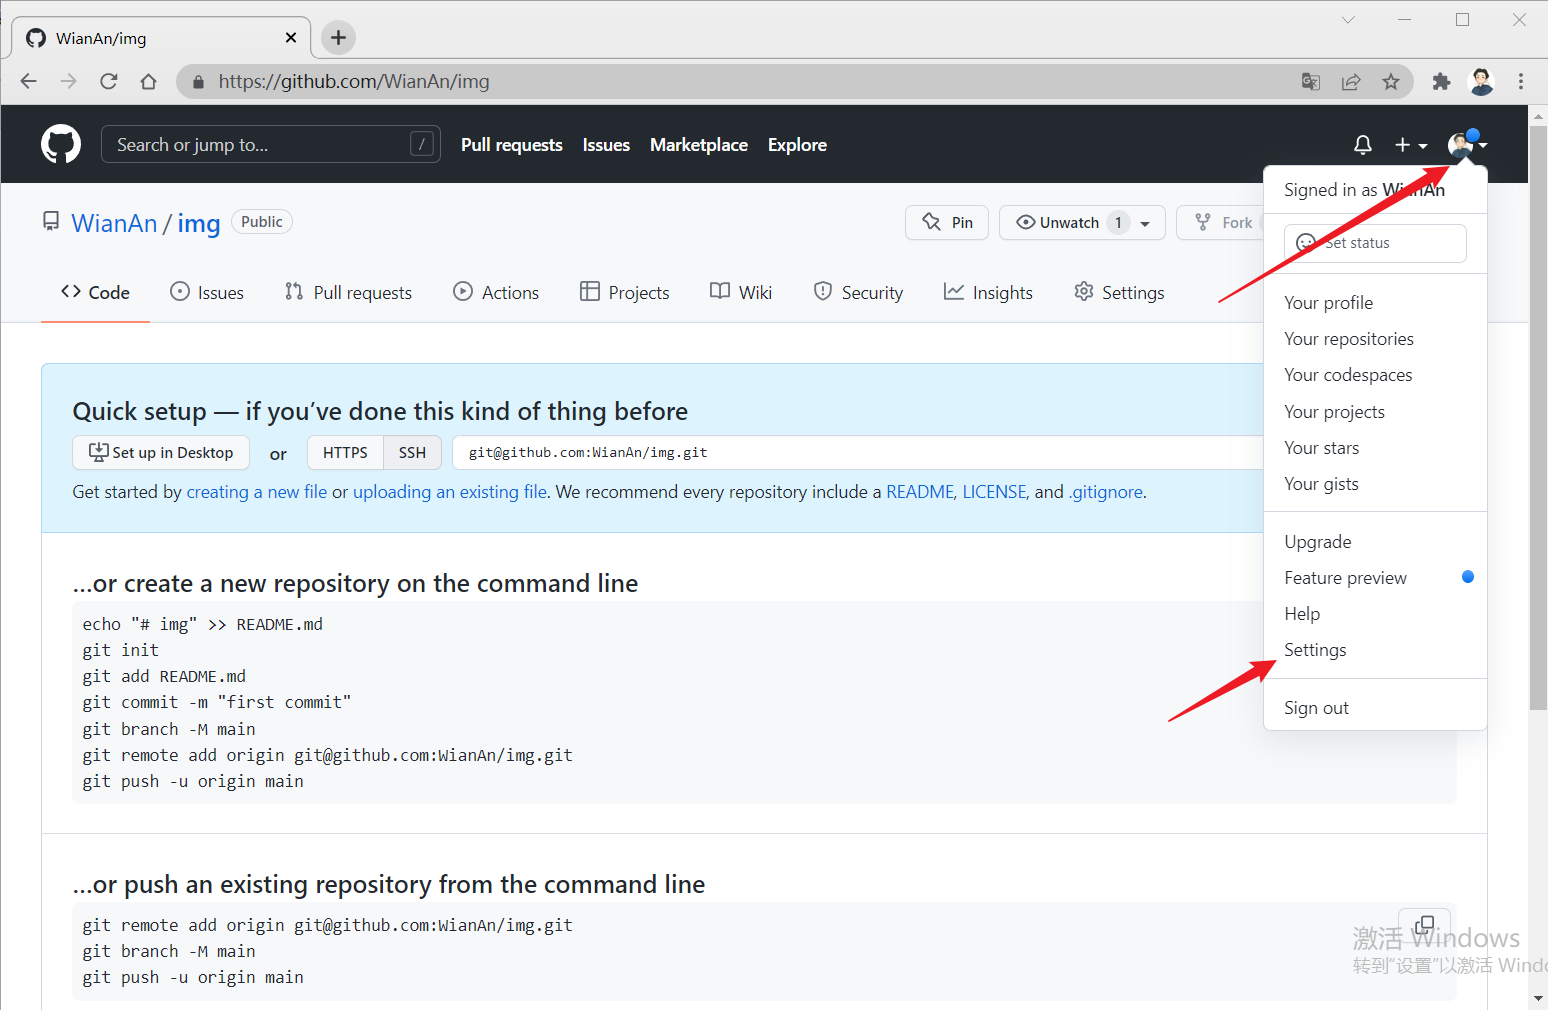 WianAn/img
https://github.com/WianAn/img
Search or jump to...
/
Pull requests
Issues
Marketplace
Explore
Signed in as WianAn
WianAn / img
Public
Pin
Unwatch 1
Fork
Set status
Code
Issues
Pull requests
Actions
Projects
Wiki
Security
Insights
Settings
Your profile
Your repositories
Your codespaces
Your projects
Your stars
Your gists
Upgrade
Feature preview
Help
Settings
Sign out
Quick setup — if you’ve done this kind of thing before
Set up in Desktop
or
HTTPS
SSH
git@github.com:WianAn/img.git
Get started by creating a new file or uploading an existing file. We recommend every repository include a README, LICENSE, and .gitignore.
…or create a new repository on the command line
echo "# img" >> README.md
git init
git add README.md
git commit -m "first commit"
git branch -M main
git remote add origin git@github.com:WianAn/img.git
git push -u origin main
…or push an existing repository from the command line
git remote add origin git@github.com:WianAn/img.git
git branch -M main
git push -u origin main
激活 Windows
转到“设置”以激活 Windo